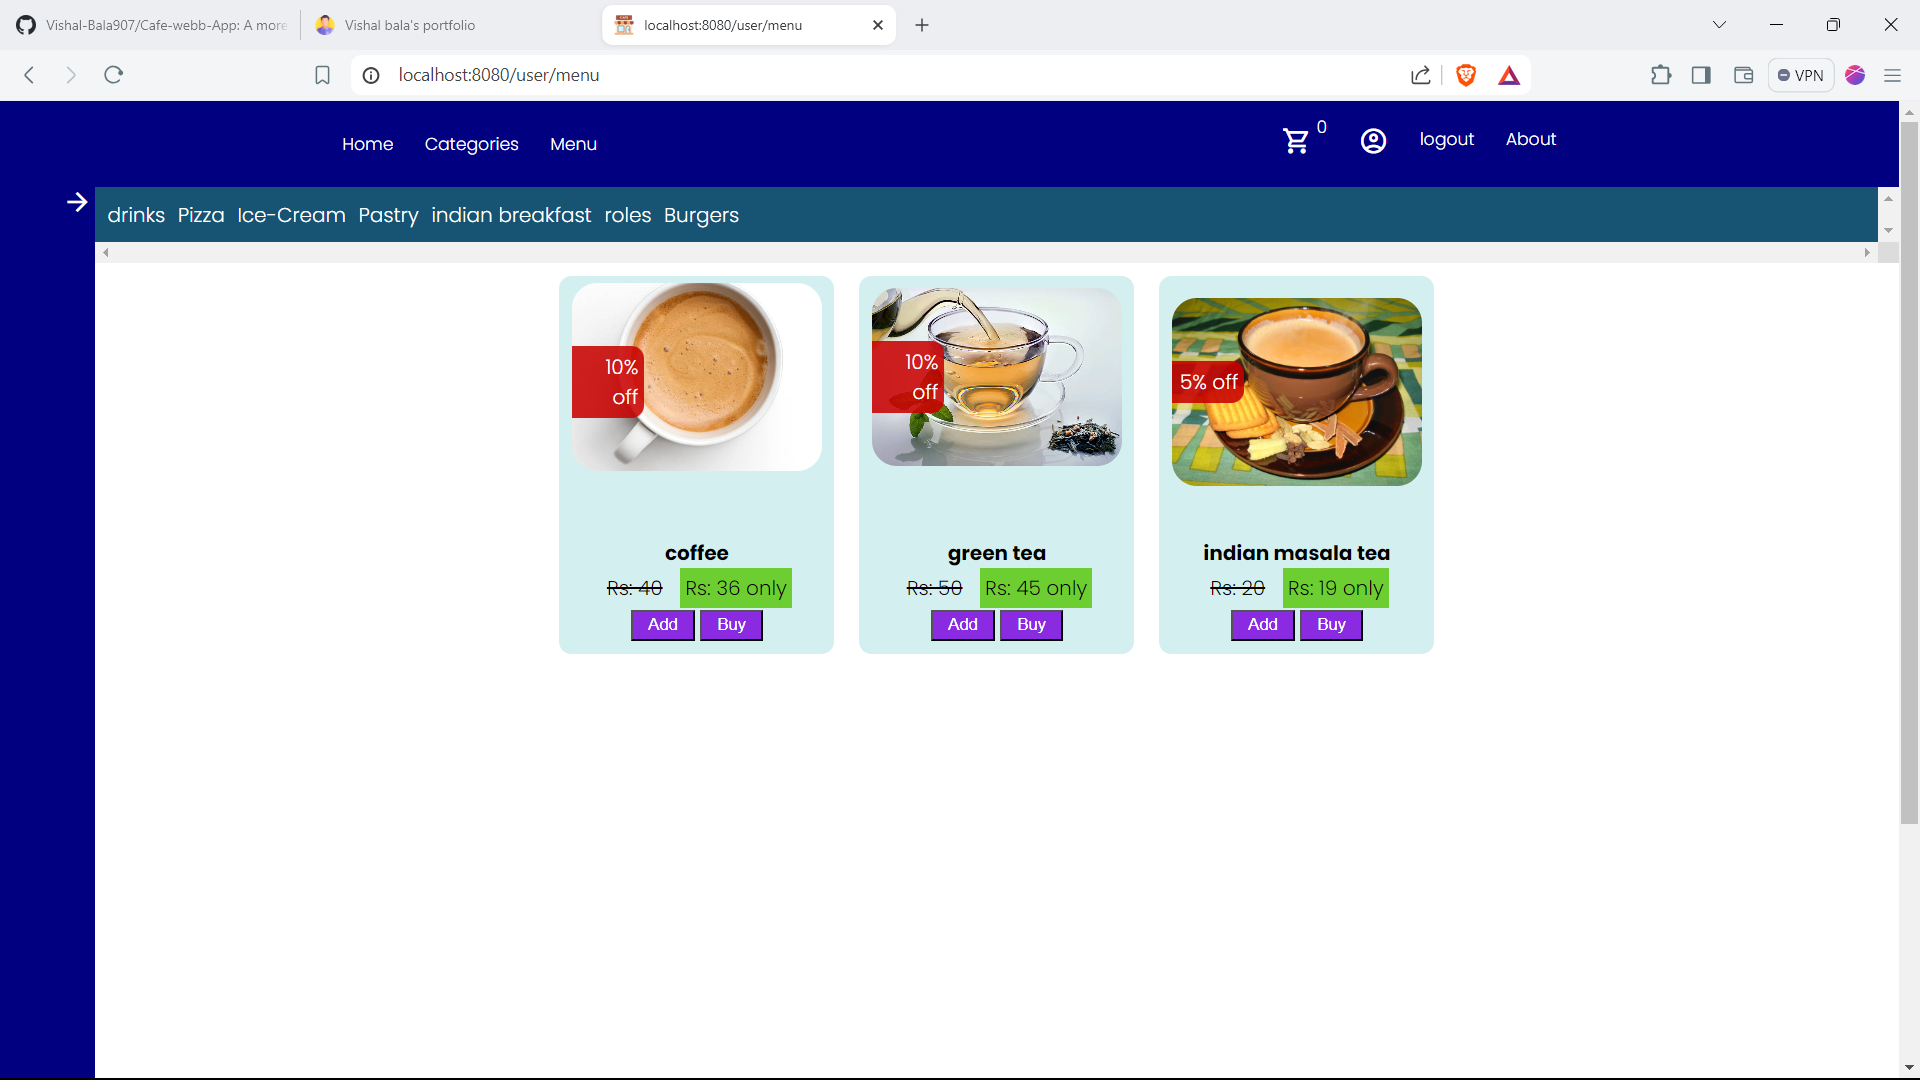 Vishal-Bala907/Cafe-webb-App: A more
Vishal bala's portfolio
localhost:8080/user/menu
localhost:8080/user/menu
VPN
Home Categories Menu
0
logout About
drinks Pizza Ice-Cream Pastry indian breakfast roles Burgers
10%
off
coffee
Rs: 40 Rs: 36 only
Add Buy
10%
off
green tea
Rs: 50 Rs: 45 only
Add Buy
5% off
indian masala tea
Rs: 20 Rs: 19 only
Add Buy